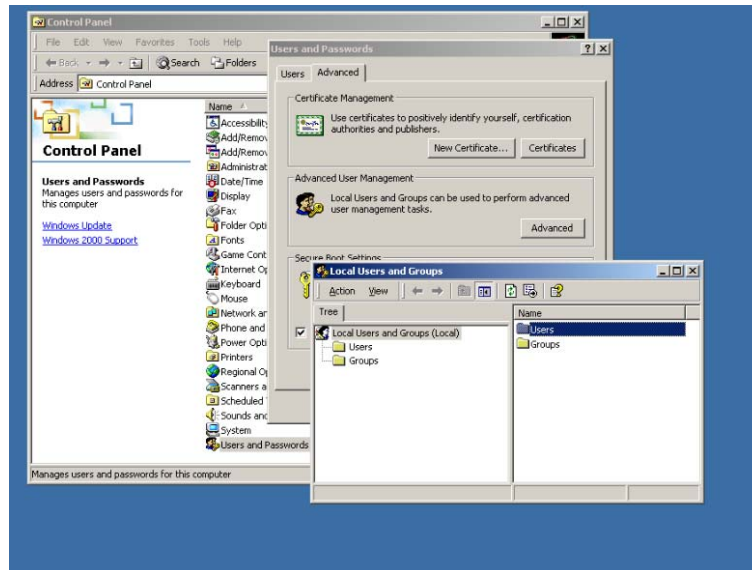 Control Panel
File Edit View Favorites Tools Help
Back Search Folders
Address Control Panel
Control Panel
Users and Passwords
Manages users and passwords for
this computer
Windows Update
Windows 2000 Support
Name
Accessibility
Add/Remov
Add/Remov
Administrat
Date/Time
Display
Fax
Folder Opti
Fonts
Game Cont
Internet Op
Keyboard
Mouse
Network an
Phone and
Power Opti
Printers
Regional Op
Scanners a
Scheduled
Sounds and
System
Users and Passwords
Manages users and passwords for this computer
Users and Passwords
Users Advanced
Certificate Management
Use certificates to positively identify yourself, certification
authorities and publishers.
New Certificate... Certificates
Advanced User Management
Local Users and Groups can be used to perform advanced
user management tasks.
Advanced
Secure Boot Settings
Local Users and Groups
Action View
Tree
Local Users and Groups (Local)
Users
Groups
Name
Users
Groups